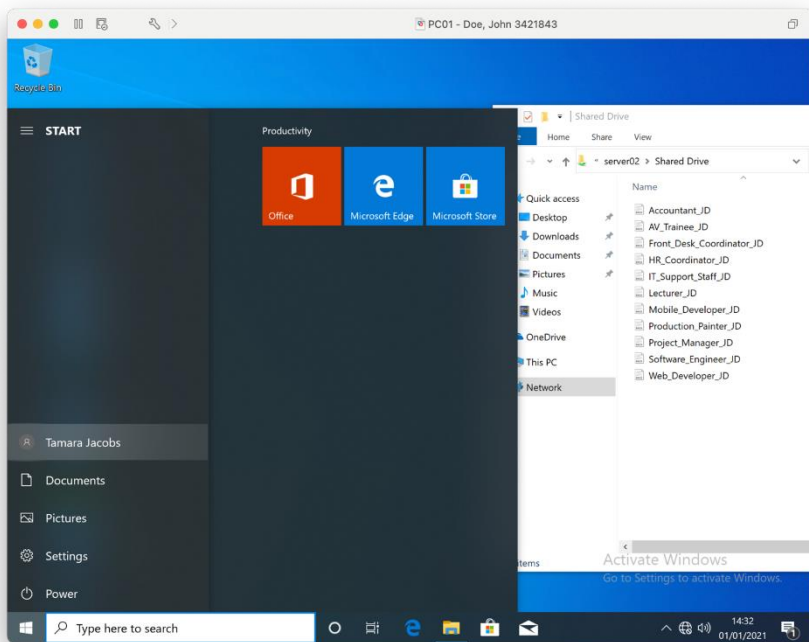 PC01 - Doe, John 3421843
Recycle Bin
START
Productivity
Office
Microsoft Edge
Microsoft Store
Tamara Jacobs
Documents
Pictures
Settings
Power
Shared Drive
Home Share View
server02 > Shared Drive
Quick access
Desktop
Downloads
Documents
Pictures
Music
Videos
OneDrive
This PC
Network
Name
Accountant_JD
AV_Trainee_JD
Front_Desk_Coordinator_JD
HR_Coordinator_JD
IT_Support_Staff_JD
Lecturer_JD
Mobile_Developer_JD
Production_Painter_JD
Project_Manager_JD
Software_Engineer_JD
Web_Developer_JD
items
Activate Windows
Go to Settings to activate Windows.
Type here to search
14:32
01/01/2021